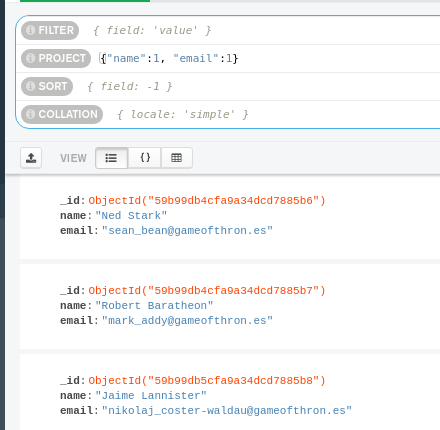 FILTER { field: 'value' }
PROJECT {"name":1, "email":1}
SORT { field: -1 }
COLLATION { locale: 'simple' }
VIEW {}
_id: ObjectId("59b99db4cfa9a34dcd7885b6")
name: "Ned Stark"
email: "sean_bean@gameofthron.es"
_id: ObjectId("59b99db4cfa9a34dcd7885b7")
name: "Robert Baratheon"
email: "mark_addy@gameofthron.es"
_id: ObjectId("59b99db5cfa9a34dcd7885b8")
name: "Jaime Lannister"
email: "nikolaj_coster-waldau@gameofthron.es"